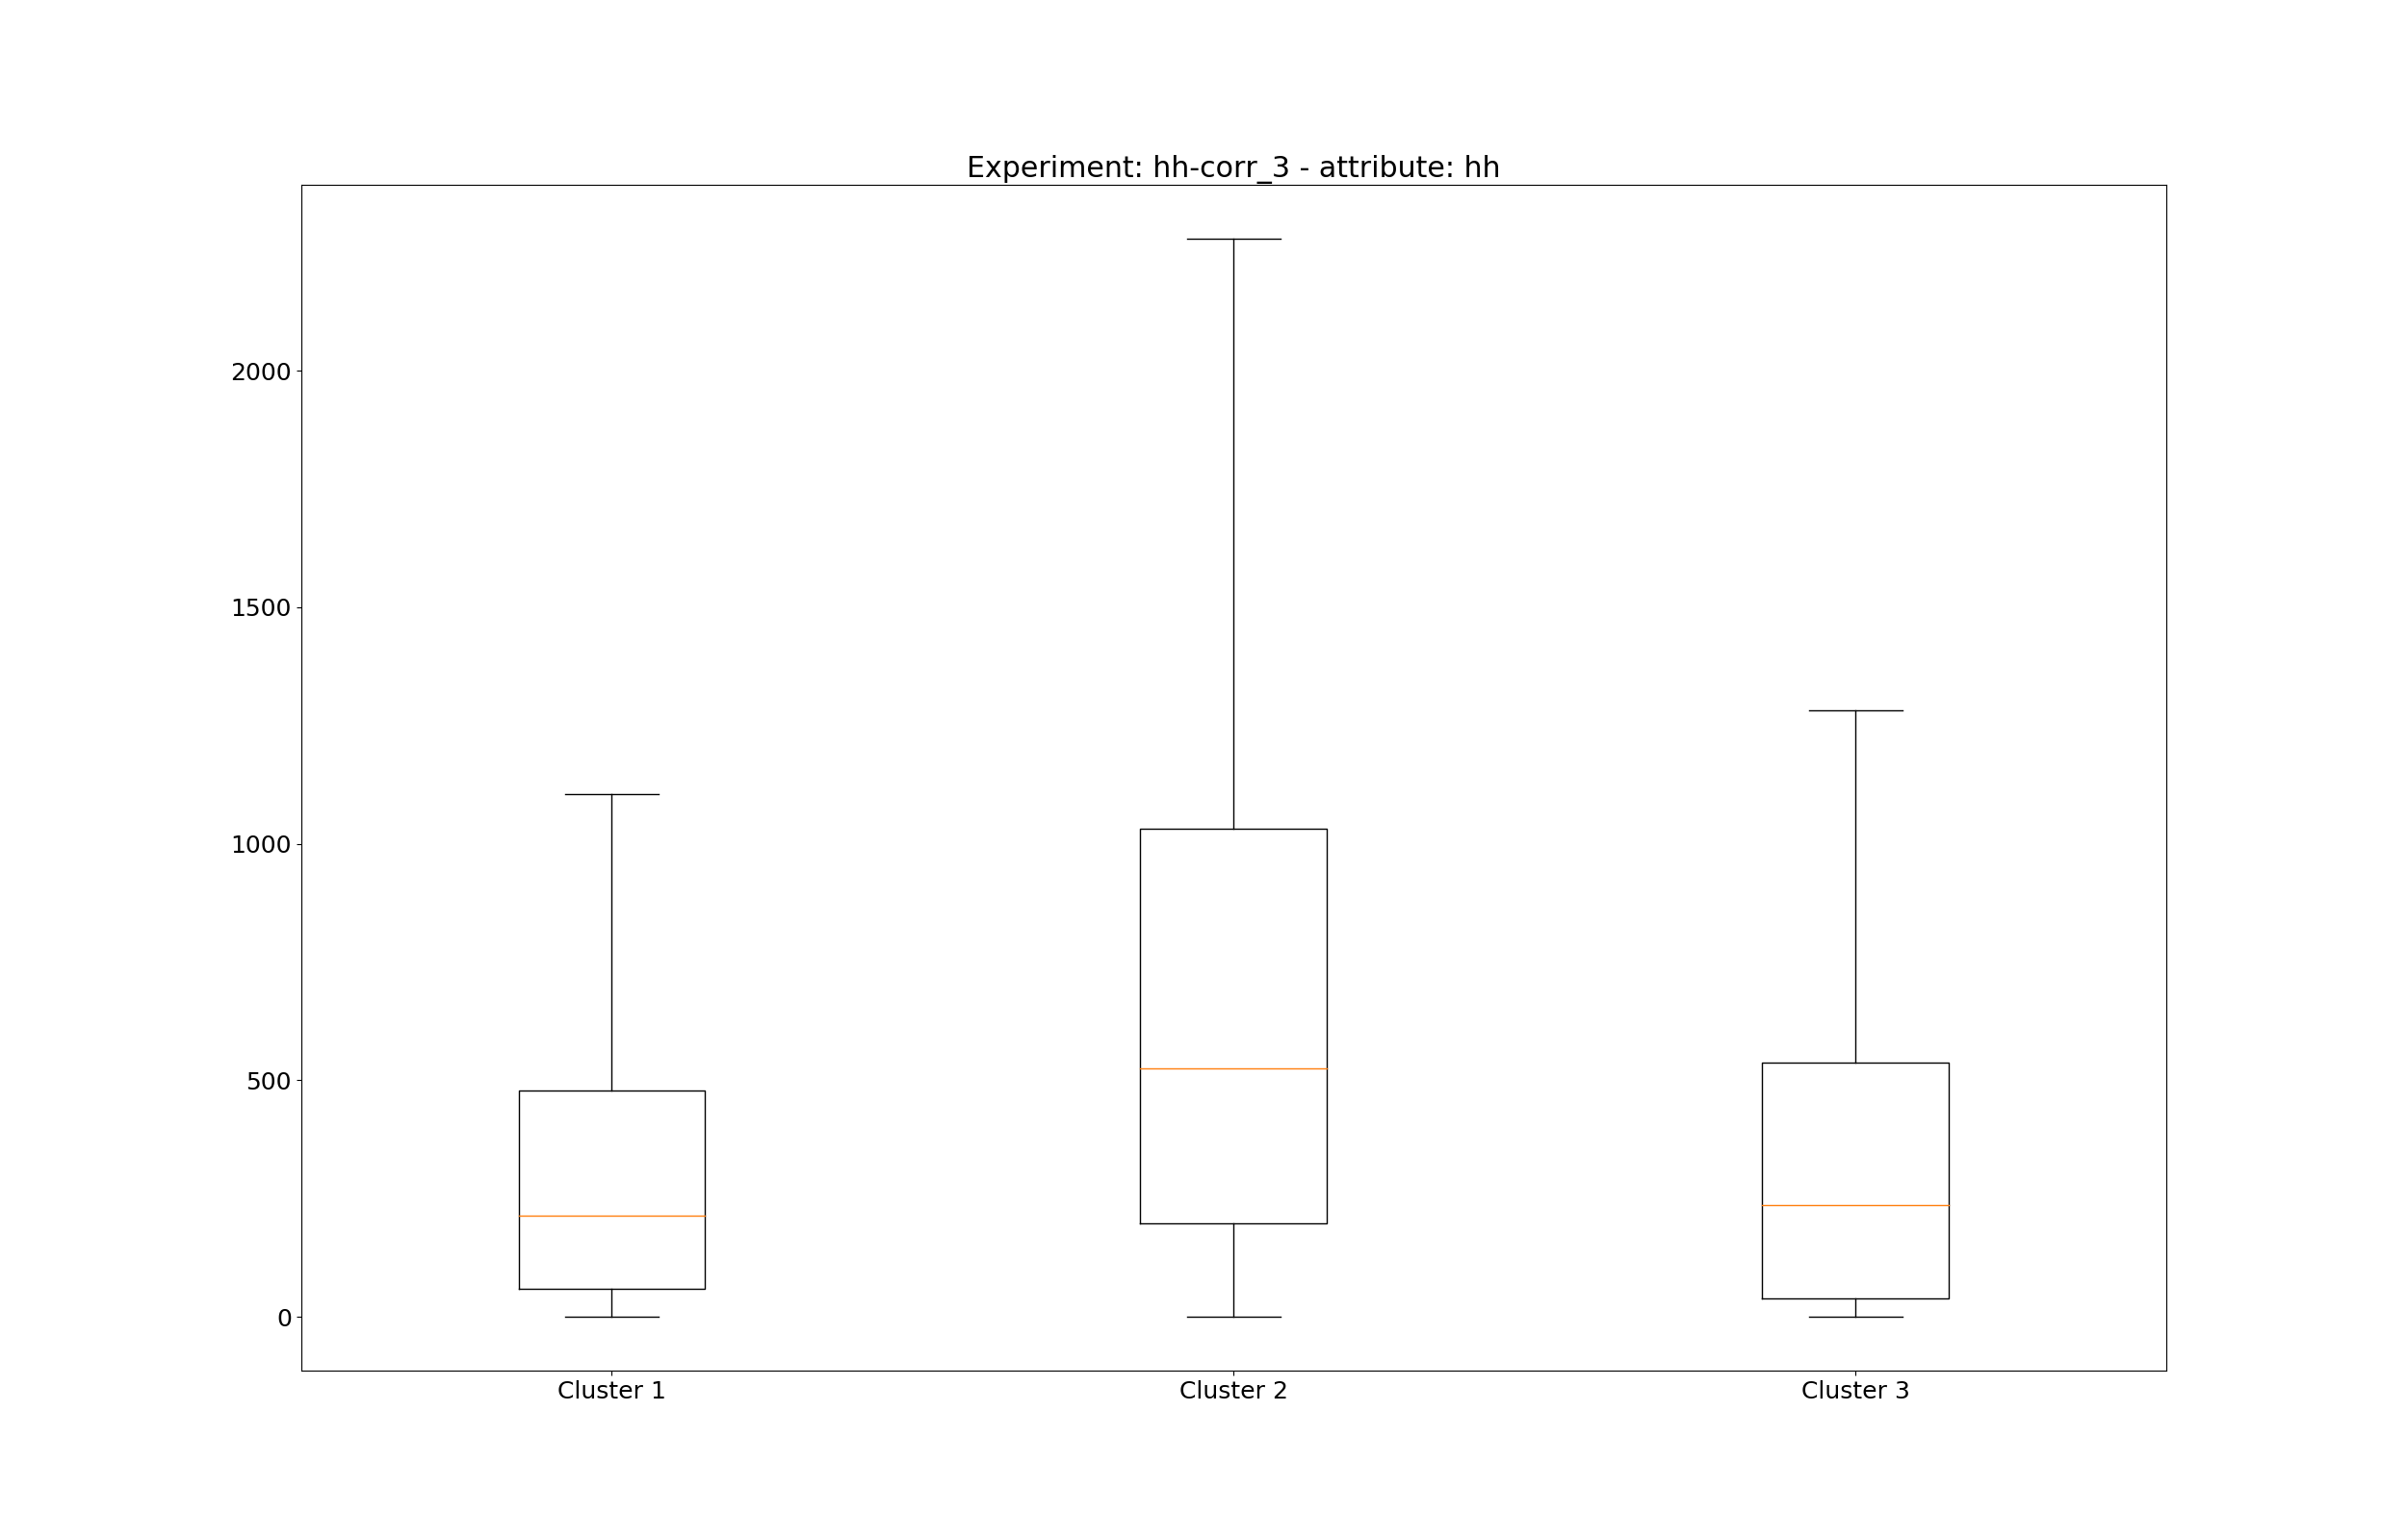 Experiment: hh-corr_3 - attribute: hh
2000
1500
1000
500
0
Cluster 1
Cluster 2
Cluster 3